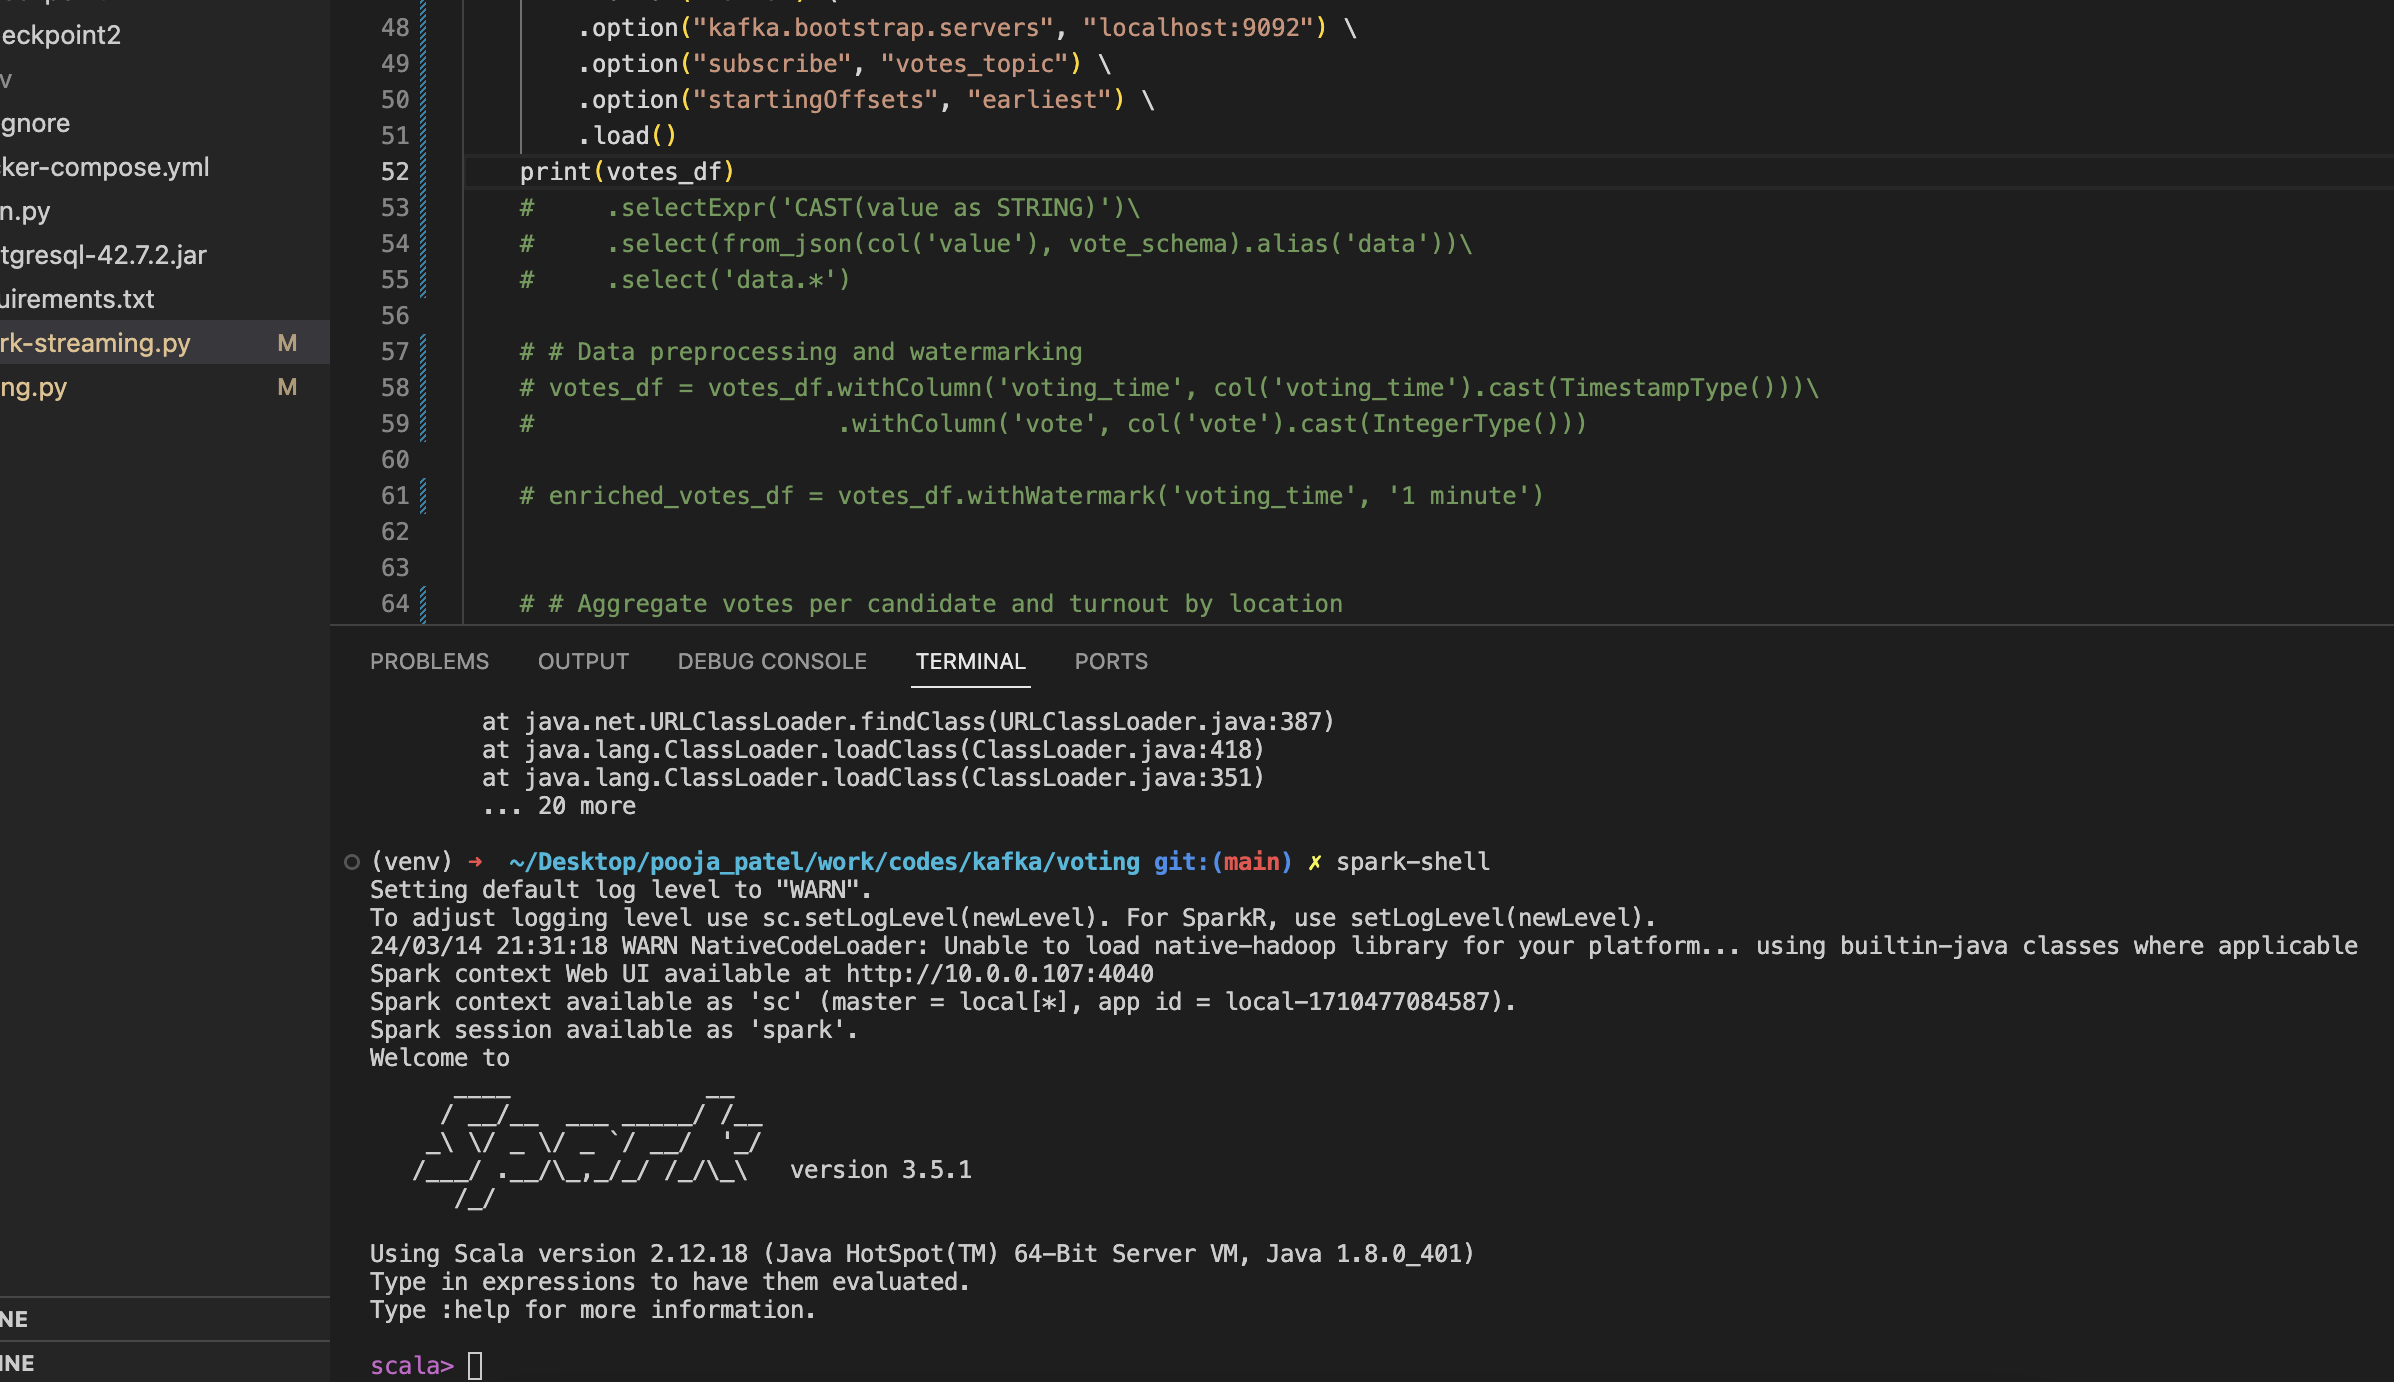 eckpoint2
v
gnore
ker-compose.yml
n.py
tgresql-42.7.2.jar
uirements.txt
rk-streaming.py M
ng.py M
NE
INE
48 .option("kafka.bootstrap.servers", "localhost:9092") \
49 .option("subscribe", "votes_topic") \
50 .option("startingOffsets", "earliest") \
51 .load()
52 print(votes_df)
53 #     .selectExpr('CAST(value as STRING)')\
54 #     .select(from_json(col('value'), vote_schema).alias('data'))\
55 #     .select('data.*')
56
57 # # Data preprocessing and watermarking
58 # votes_df = votes_df.withColumn('voting_time', col('voting_time').cast(TimestampType()))\
59 #                     .withColumn('vote', col('vote').cast(IntegerType()))
60
61 # enriched_votes_df = votes_df.withWatermark('voting_time', '1 minute')
62
63
64 # # Aggregate votes per candidate and turnout by location
PROBLEMS OUTPUT DEBUG CONSOLE TERMINAL PORTS
at java.net.URLClassLoader.findClass(URLClassLoader.java:387)
at java.lang.ClassLoader.loadClass(ClassLoader.java:418)
at java.lang.ClassLoader.loadClass(ClassLoader.java:351)
... 20 more
(venv) ➜  ~/Desktop/pooja_patel/work/codes/kafka/voting git:(main) ✗ spark-shell
Setting default log level to "WARN".
To adjust logging level use sc.setLogLevel(newLevel). For SparkR, use setLogLevel(newLevel).
24/03/14 21:31:18 WARN NativeCodeLoader: Unable to load native-hadoop library for your platform... using builtin-java classes where applicable
Spark context Web UI available at http://10.0.0.107:4040
Spark context available as 'sc' (master = local[*], app id = local-1710477084587).
Spark session available as 'spark'.
Welcome to
      ____              __
     / __/__  ___ _____/ /__
    _\ \/ _ \/ _ `/ __/  '_/
   /___/ .__/\_,_/_/ /_/\_\   version 3.5.1
      /_/
Using Scala version 2.12.18 (Java HotSpot(TM) 64-Bit Server VM, Java 1.8.0_401)
Type in expressions to have them evaluated.
Type :help for more information.
scala>